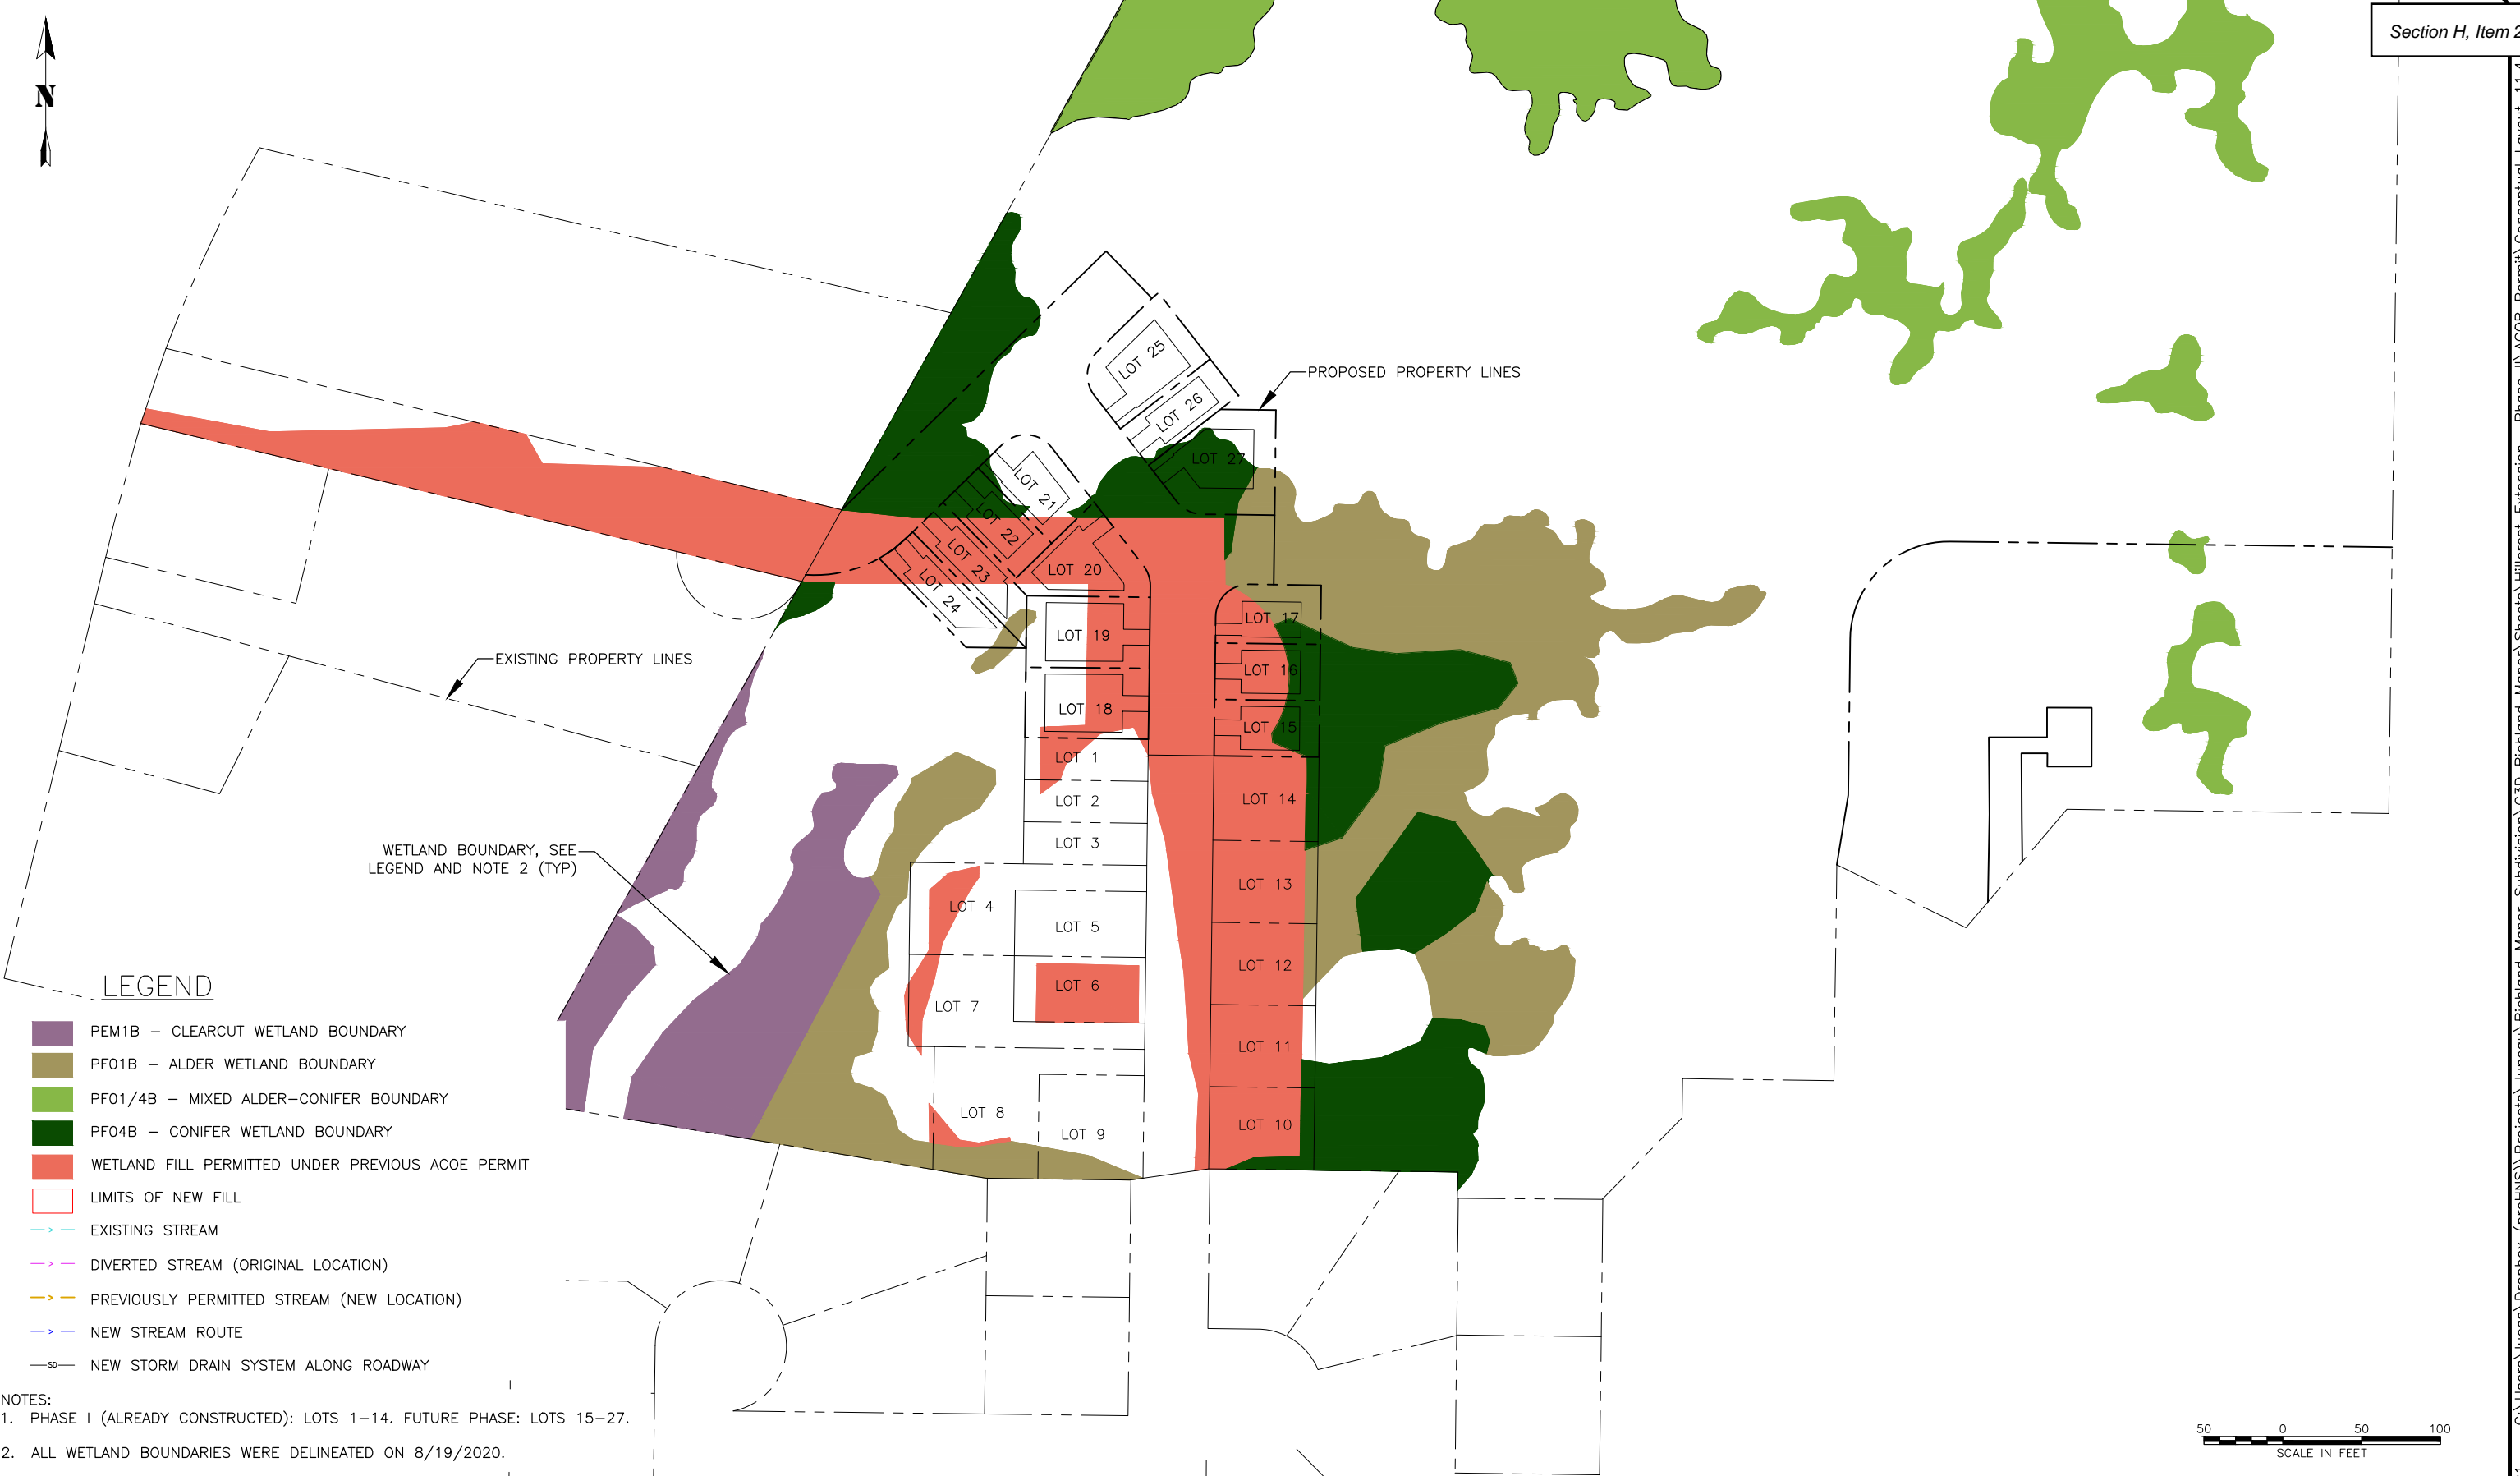 Section H, Item 2
N
LOT 25
LOT 26
PROPOSED PROPERTY LINES
LOT 27
LOT 21
LOT 22
LOT 23
LOT 20
LOT 24
LOT 19
LOT 17
EXISTING PROPERTY LINES
LOT 16
LOT 18
LOT 15
LOT 1
LOT 2
LOT 14
LOT 3
WETLAND BOUNDARY, SEE
LEGEND AND NOTE 2 (TYP)
LOT 13
LOT 4
LOT 5
LOT 12
LOT 6
LOT 7
LOT 11
LOT 8
LOT 10
LOT 9
LEGEND
PEM1B – CLEARCUT WETLAND BOUNDARY
PF01B – ALDER WETLAND BOUNDARY
PF01/4B – MIXED ALDER–CONIFER BOUNDARY
PF04B – CONIFER WETLAND BOUNDARY
WETLAND FILL PERMITTED UNDER PREVIOUS ACOE PERMIT
LIMITS OF NEW FILL
EXISTING STREAM
DIVERTED STREAM (ORIGINAL LOCATION)
PREVIOUSLY PERMITTED STREAM (NEW LOCATION)
NEW STREAM ROUTE
SD NEW STORM DRAIN SYSTEM ALONG ROADWAY
NOTES:
1. PHASE I (ALREADY CONSTRUCTED): LOTS 1–14. FUTURE PHASE: LOTS 15–27.
2. ALL WETLAND BOUNDARIES WERE DELINEATED ON 8/19/2020.
50 0 50 100
SCALE IN FEET